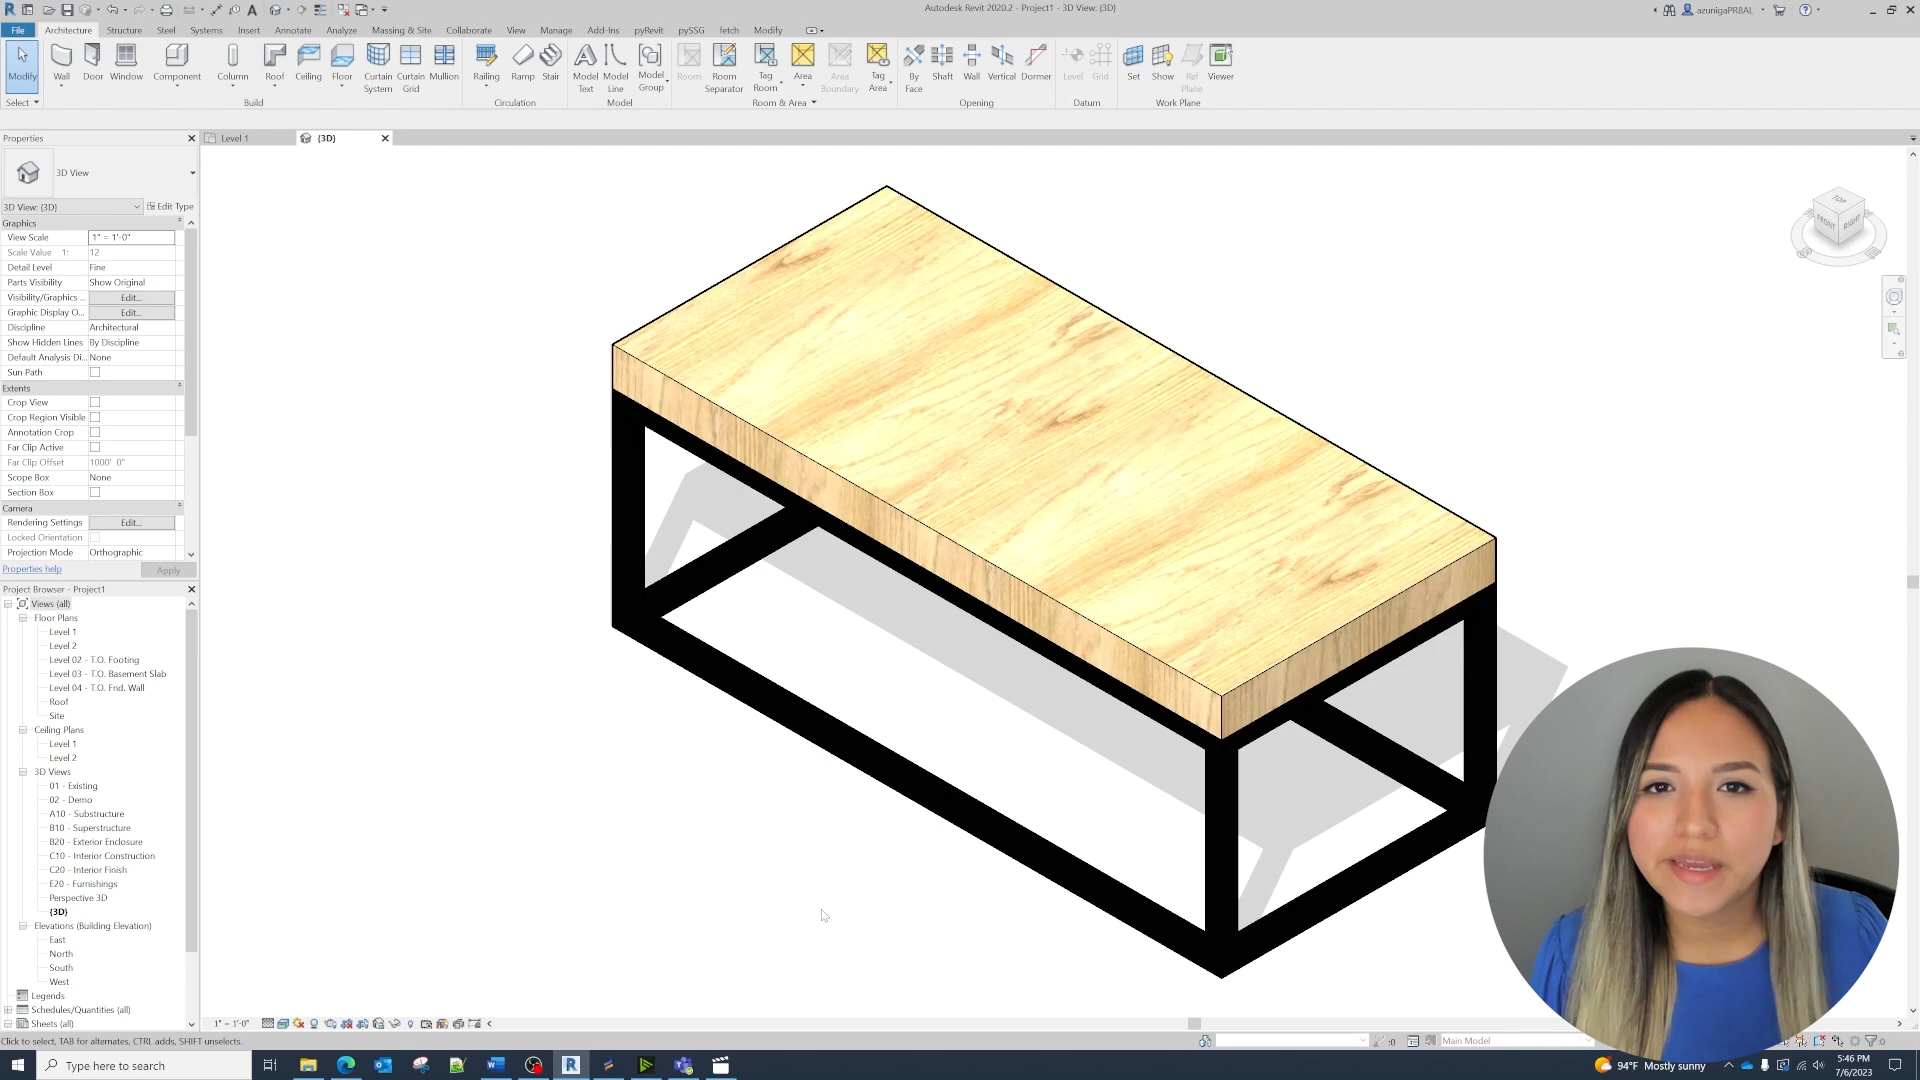 Autodesk Revit 2020.2 - Project1 - 3D View: {3D}
azunigaPR8AL
File Architecture Structure Steel Systems Insert Annotate Analyze Massing & Site Collaborate View Manage Add-Ins pyRevit pySSG fetch Modify
Modify Wall Door Window Component Column Roof Ceiling Floor Curtain System Curtain Grid Mullion Railing Ramp Stair Model Text Model Line Model Group Room Room Separator Tag Room Area Area Boundary Tag Area By Face Shaft Wall Vertical Dormer Level Grid Set Show Ref Plane Viewer
Select Build Circulation Model Room & Area Opening Datum Work Plane
Properties
Level 1
{3D}
3D View
3D View: {3D}
Edit Type
Graphics
View Scale 1" = 1'-0"
Scale Value 1: 12
Detail Level Fine
Parts Visibility Show Original
Visibility/Graphics ... Edit...
Graphic Display O... Edit...
Discipline Architectural
Show Hidden Lines By Discipline
Default Analysis Di... None
Sun Path
Extents
Crop View
Crop Region Visible
Annotation Crop
Far Clip Active
Far Clip Offset 1000' 0"
Scope Box None
Section Box
Camera
Rendering Settings Edit...
Locked Orientation
Projection Mode Orthographic
Properties help
Apply
Project Browser - Project1
Views (all)
Floor Plans
Level 1
Level 2
Level 02 - T.O. Footing
Level 03 - T.O. Basement Slab
Level 04 - T.O. Fnd. Wall
Roof
Site
Ceiling Plans
Level 1
Level 2
3D Views
01 - Existing
02 - Demo
A10 - Substructure
B10 - Superstructure
B20 - Exterior Enclosure
C10 - Interior Construction
C20 - Interior Finish
E20 - Furnishings
Perspective 3D
{3D}
Elevations (Building Elevation)
East
North
South
West
Legends
Schedules/Quantities (all)
Sheets (all)
TOP
FRONT
RIGHT
1" = 1'-0"
Click to select, TAB for alternates, CTRL adds, SHIFT unselects.
:0
Main Model
:0
Type here to search
94°F Mostly sunny
5:46 PM
7/6/2023